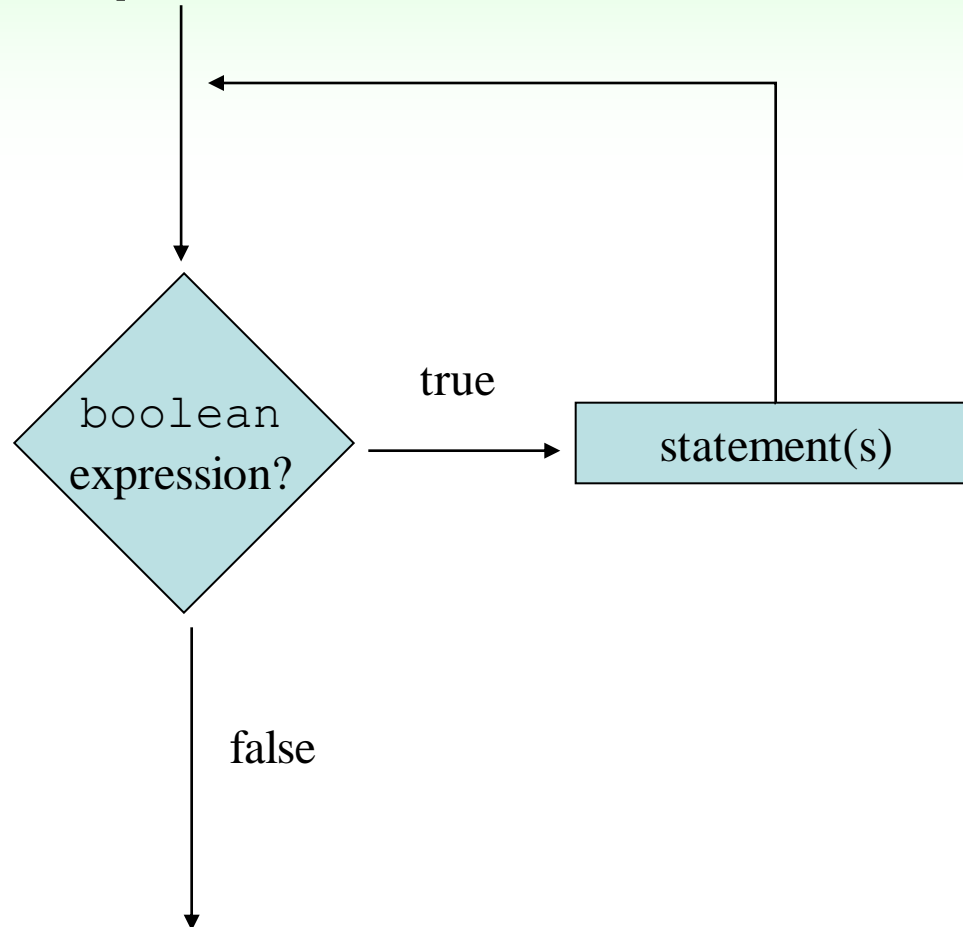 true
boolean
expression?
statement(s)
false